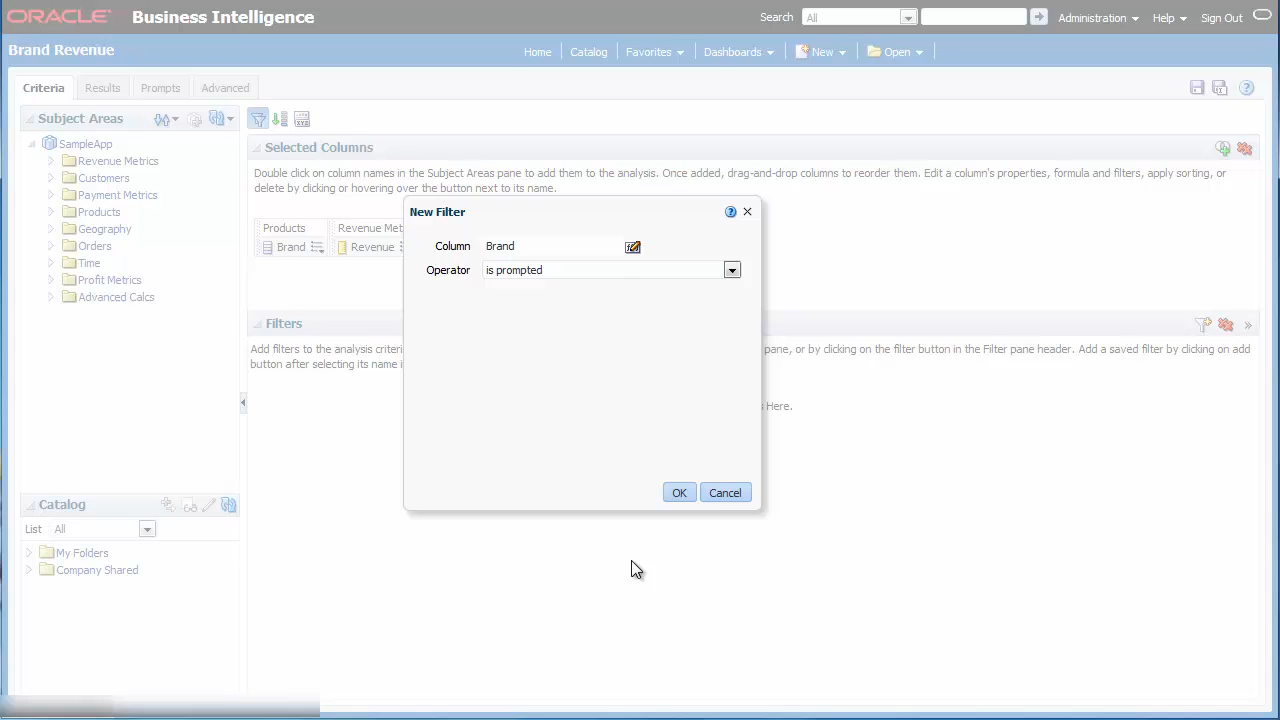 ORACLE Business Intelligence
Search All Administration Help Sign Out
Brand Revenue
Home Catalog Favorites Dashboards New Open
Criteria Results Prompts Advanced
Subject Areas
SampleApp
Revenue Metrics
Customers
Payment Metrics
Products
Geography
Orders
Time
Profit Metrics
Advanced Calcs
Selected Columns
Double click on column names in the Subject Areas pane to add them to the analysis. Once added, drag-and-drop columns to reorder them. Edit a column's properties, formula and filters, apply sorting, or
delete by clicking or hovering over the button next to its name.
Products
Brand
Revenue Met
Revenue
Filters
Add filters to the analysis criteri
pane, or by clicking on the filter button in the Filter pane header. Add a saved filter by clicking on add
button after selecting its name i
Here.
New Filter
Column Brand
Operator is prompted
OK Cancel
Catalog
List All
My Folders
Company Shared